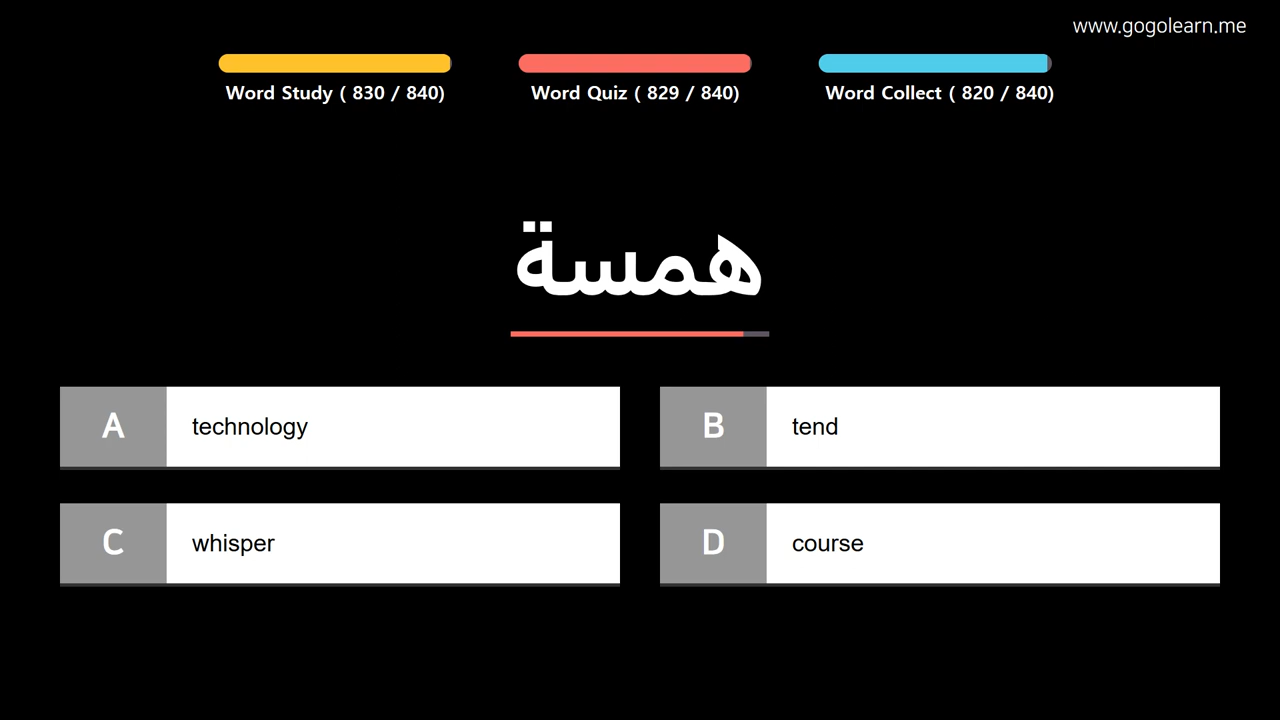 www.gogolearn.me
Word Study ( 830 / 840)
Word Quiz ( 829 / 840)
Word Collect ( 820 / 840)
همسة
A technology
B tend
C whisper
D course